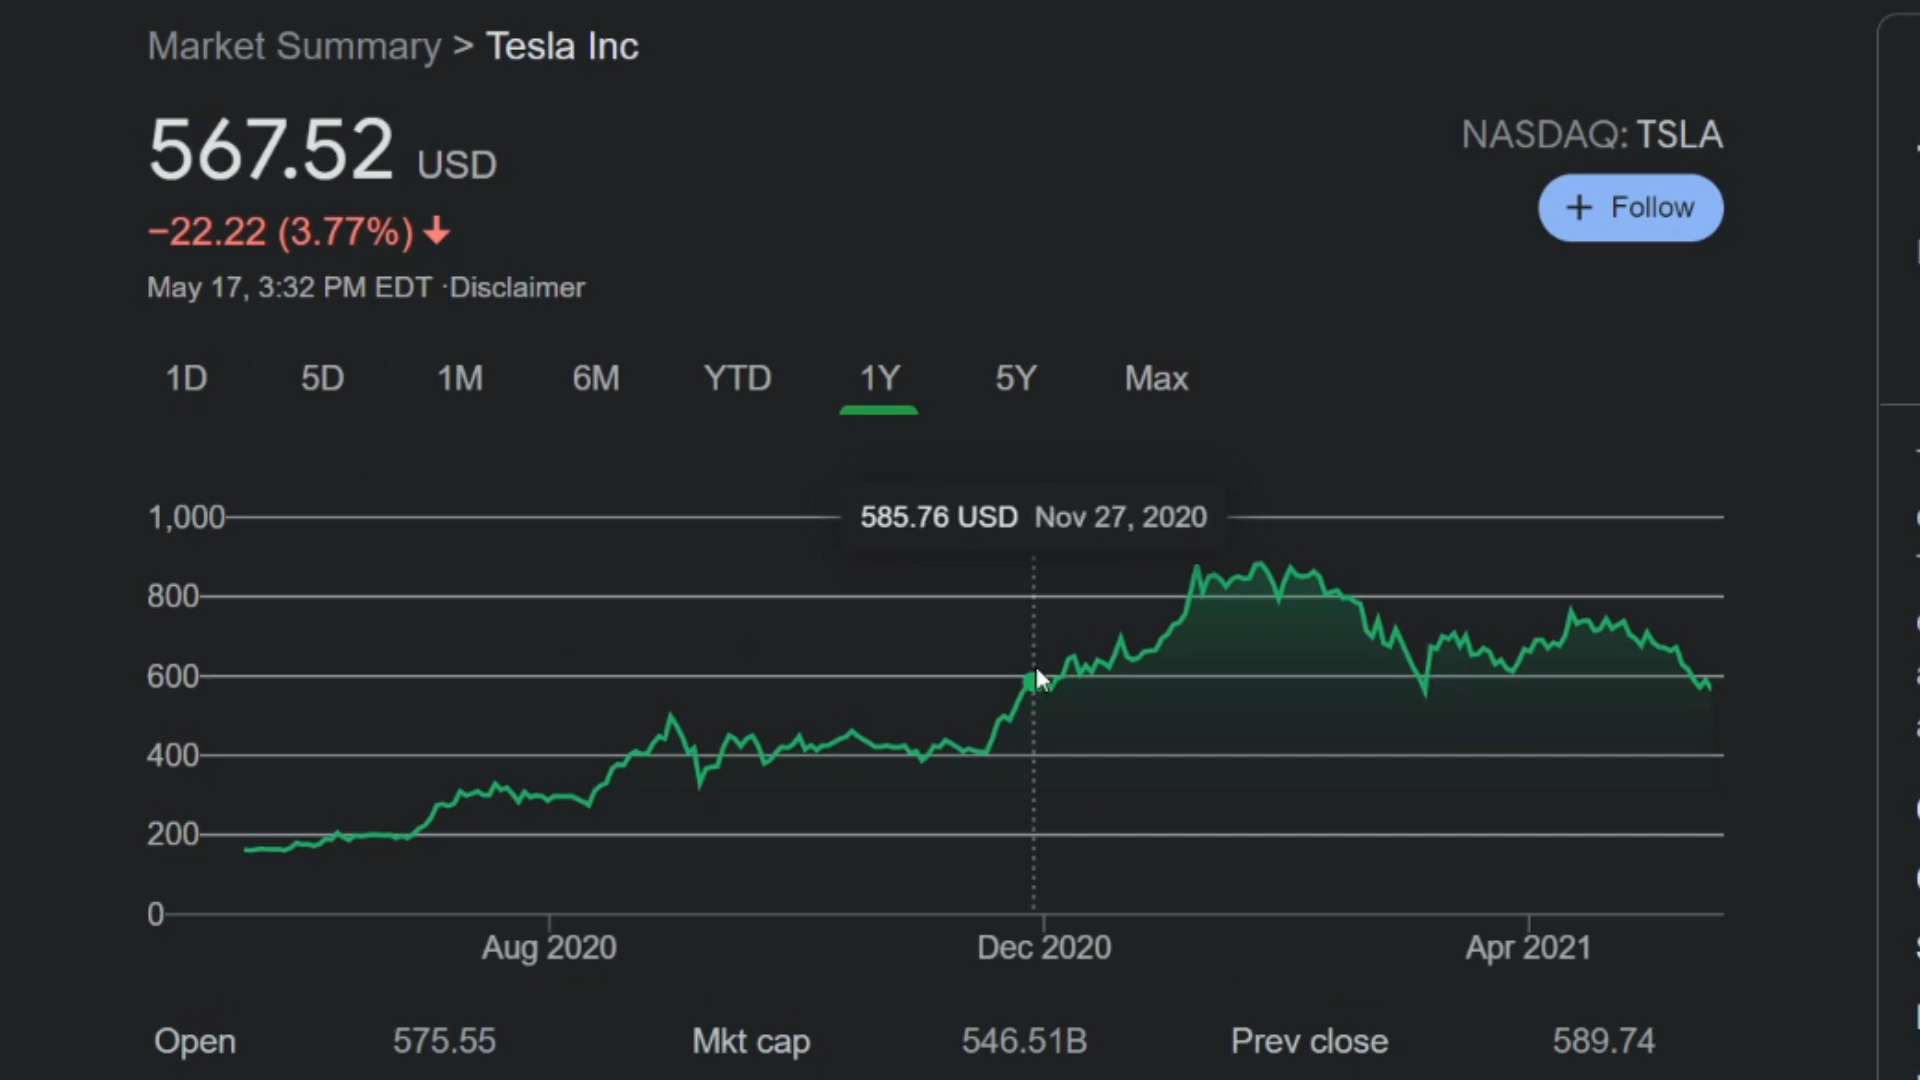 Market Summary > Tesla Inc
567.52 USD
NASDAQ: TSLA
−22.22 (3.77%)
+ Follow
May 17, 3:32 PM EDT ·Disclaimer
1D 5D 1M 6M YTD 1Y 5Y Max
1,000
585.76 USD Nov 27, 2020
800
600
400
200
0
Aug 2020 Dec 2020 Apr 2021
Open 575.55 Mkt cap 546.51B Prev close 589.74